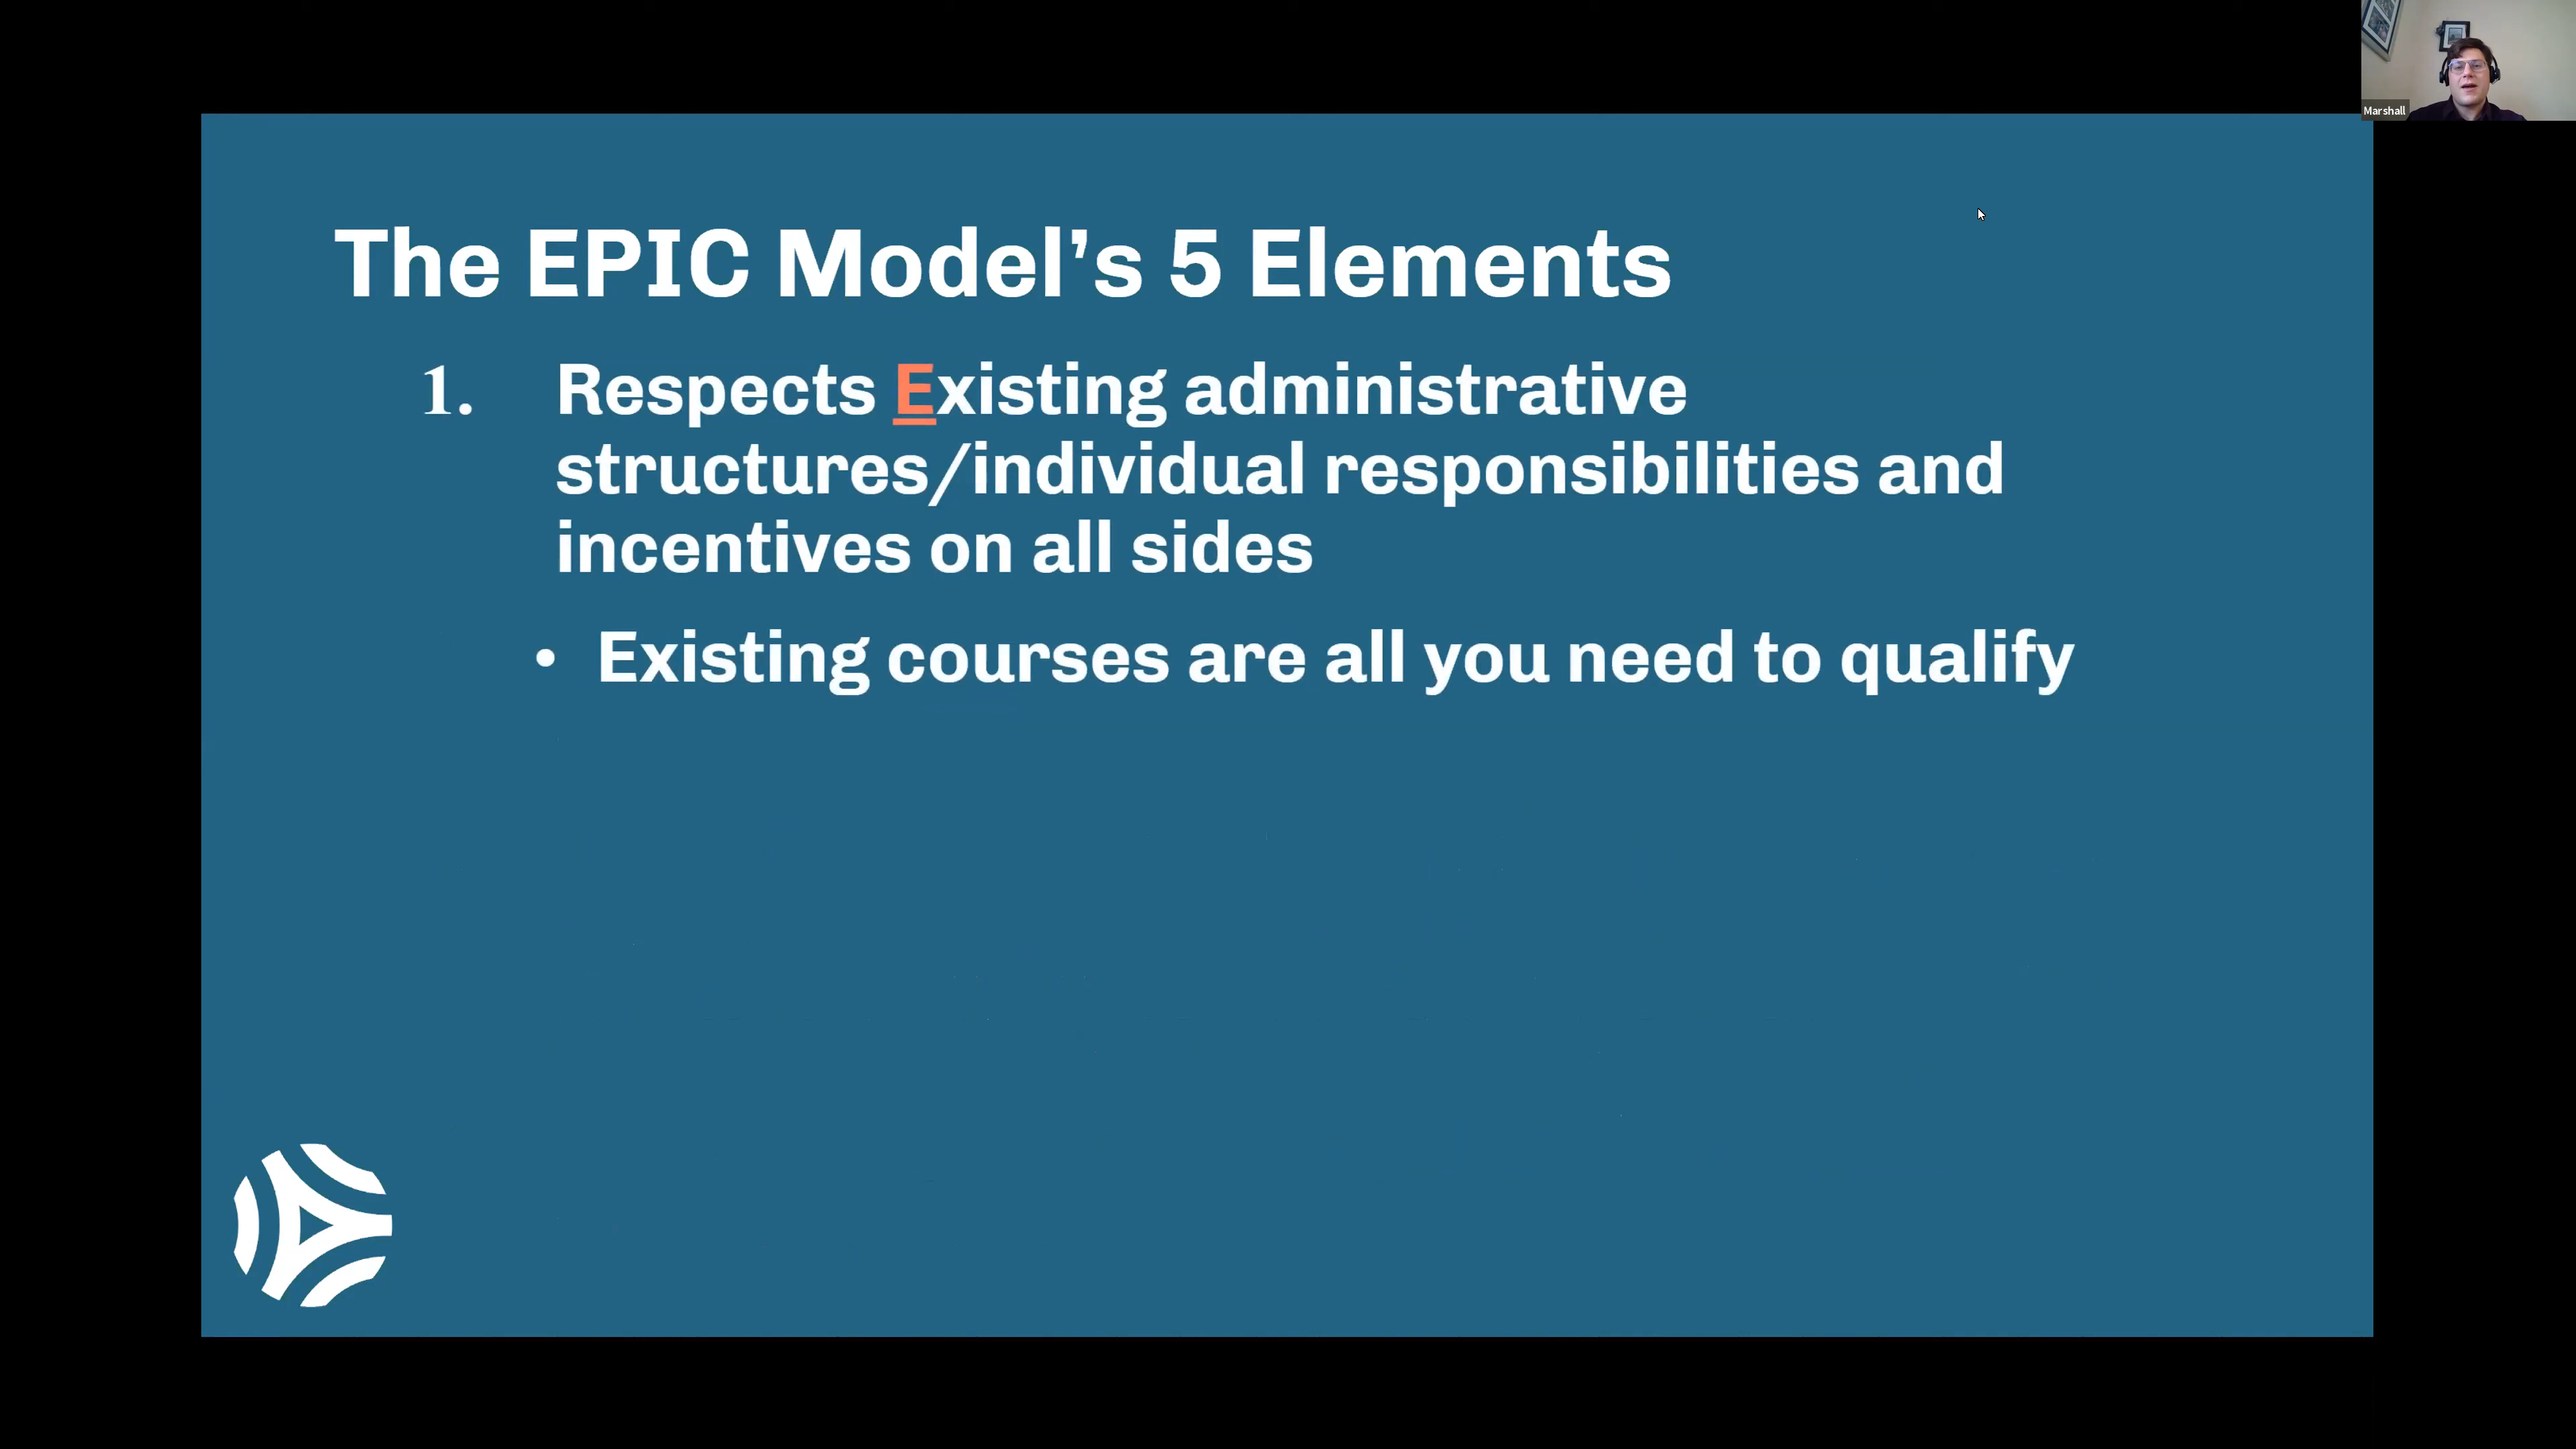 Marshall
The EPIC Model’s 5 Elements
1. Respects Existing administrative
structures/individual responsibilities and
incentives on all sides
• Existing courses are all you need to qualify